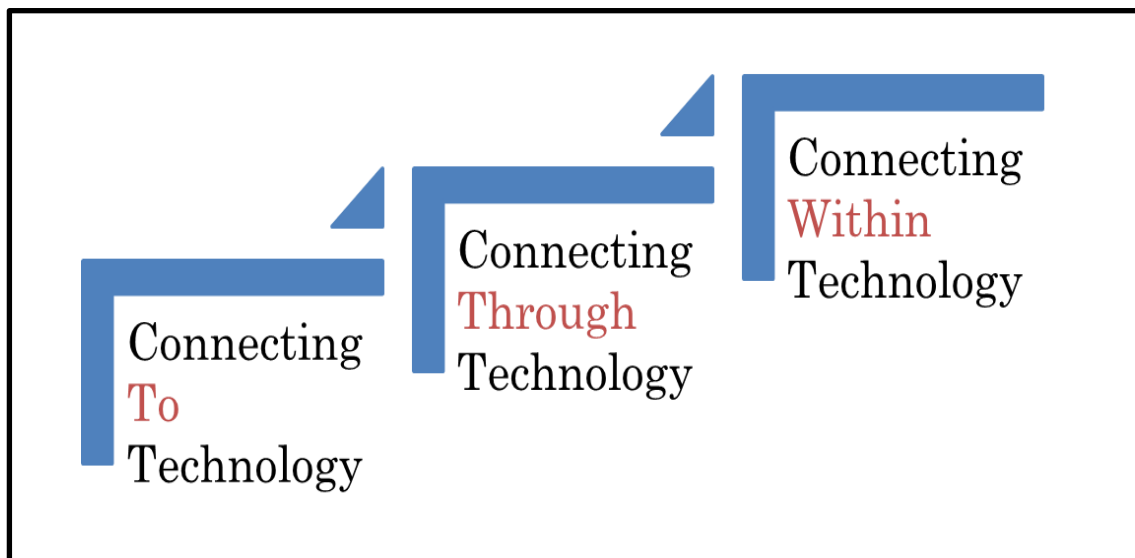 Connecting
To
Technology
Connecting
Through
Technology
Connecting
Within
Technology